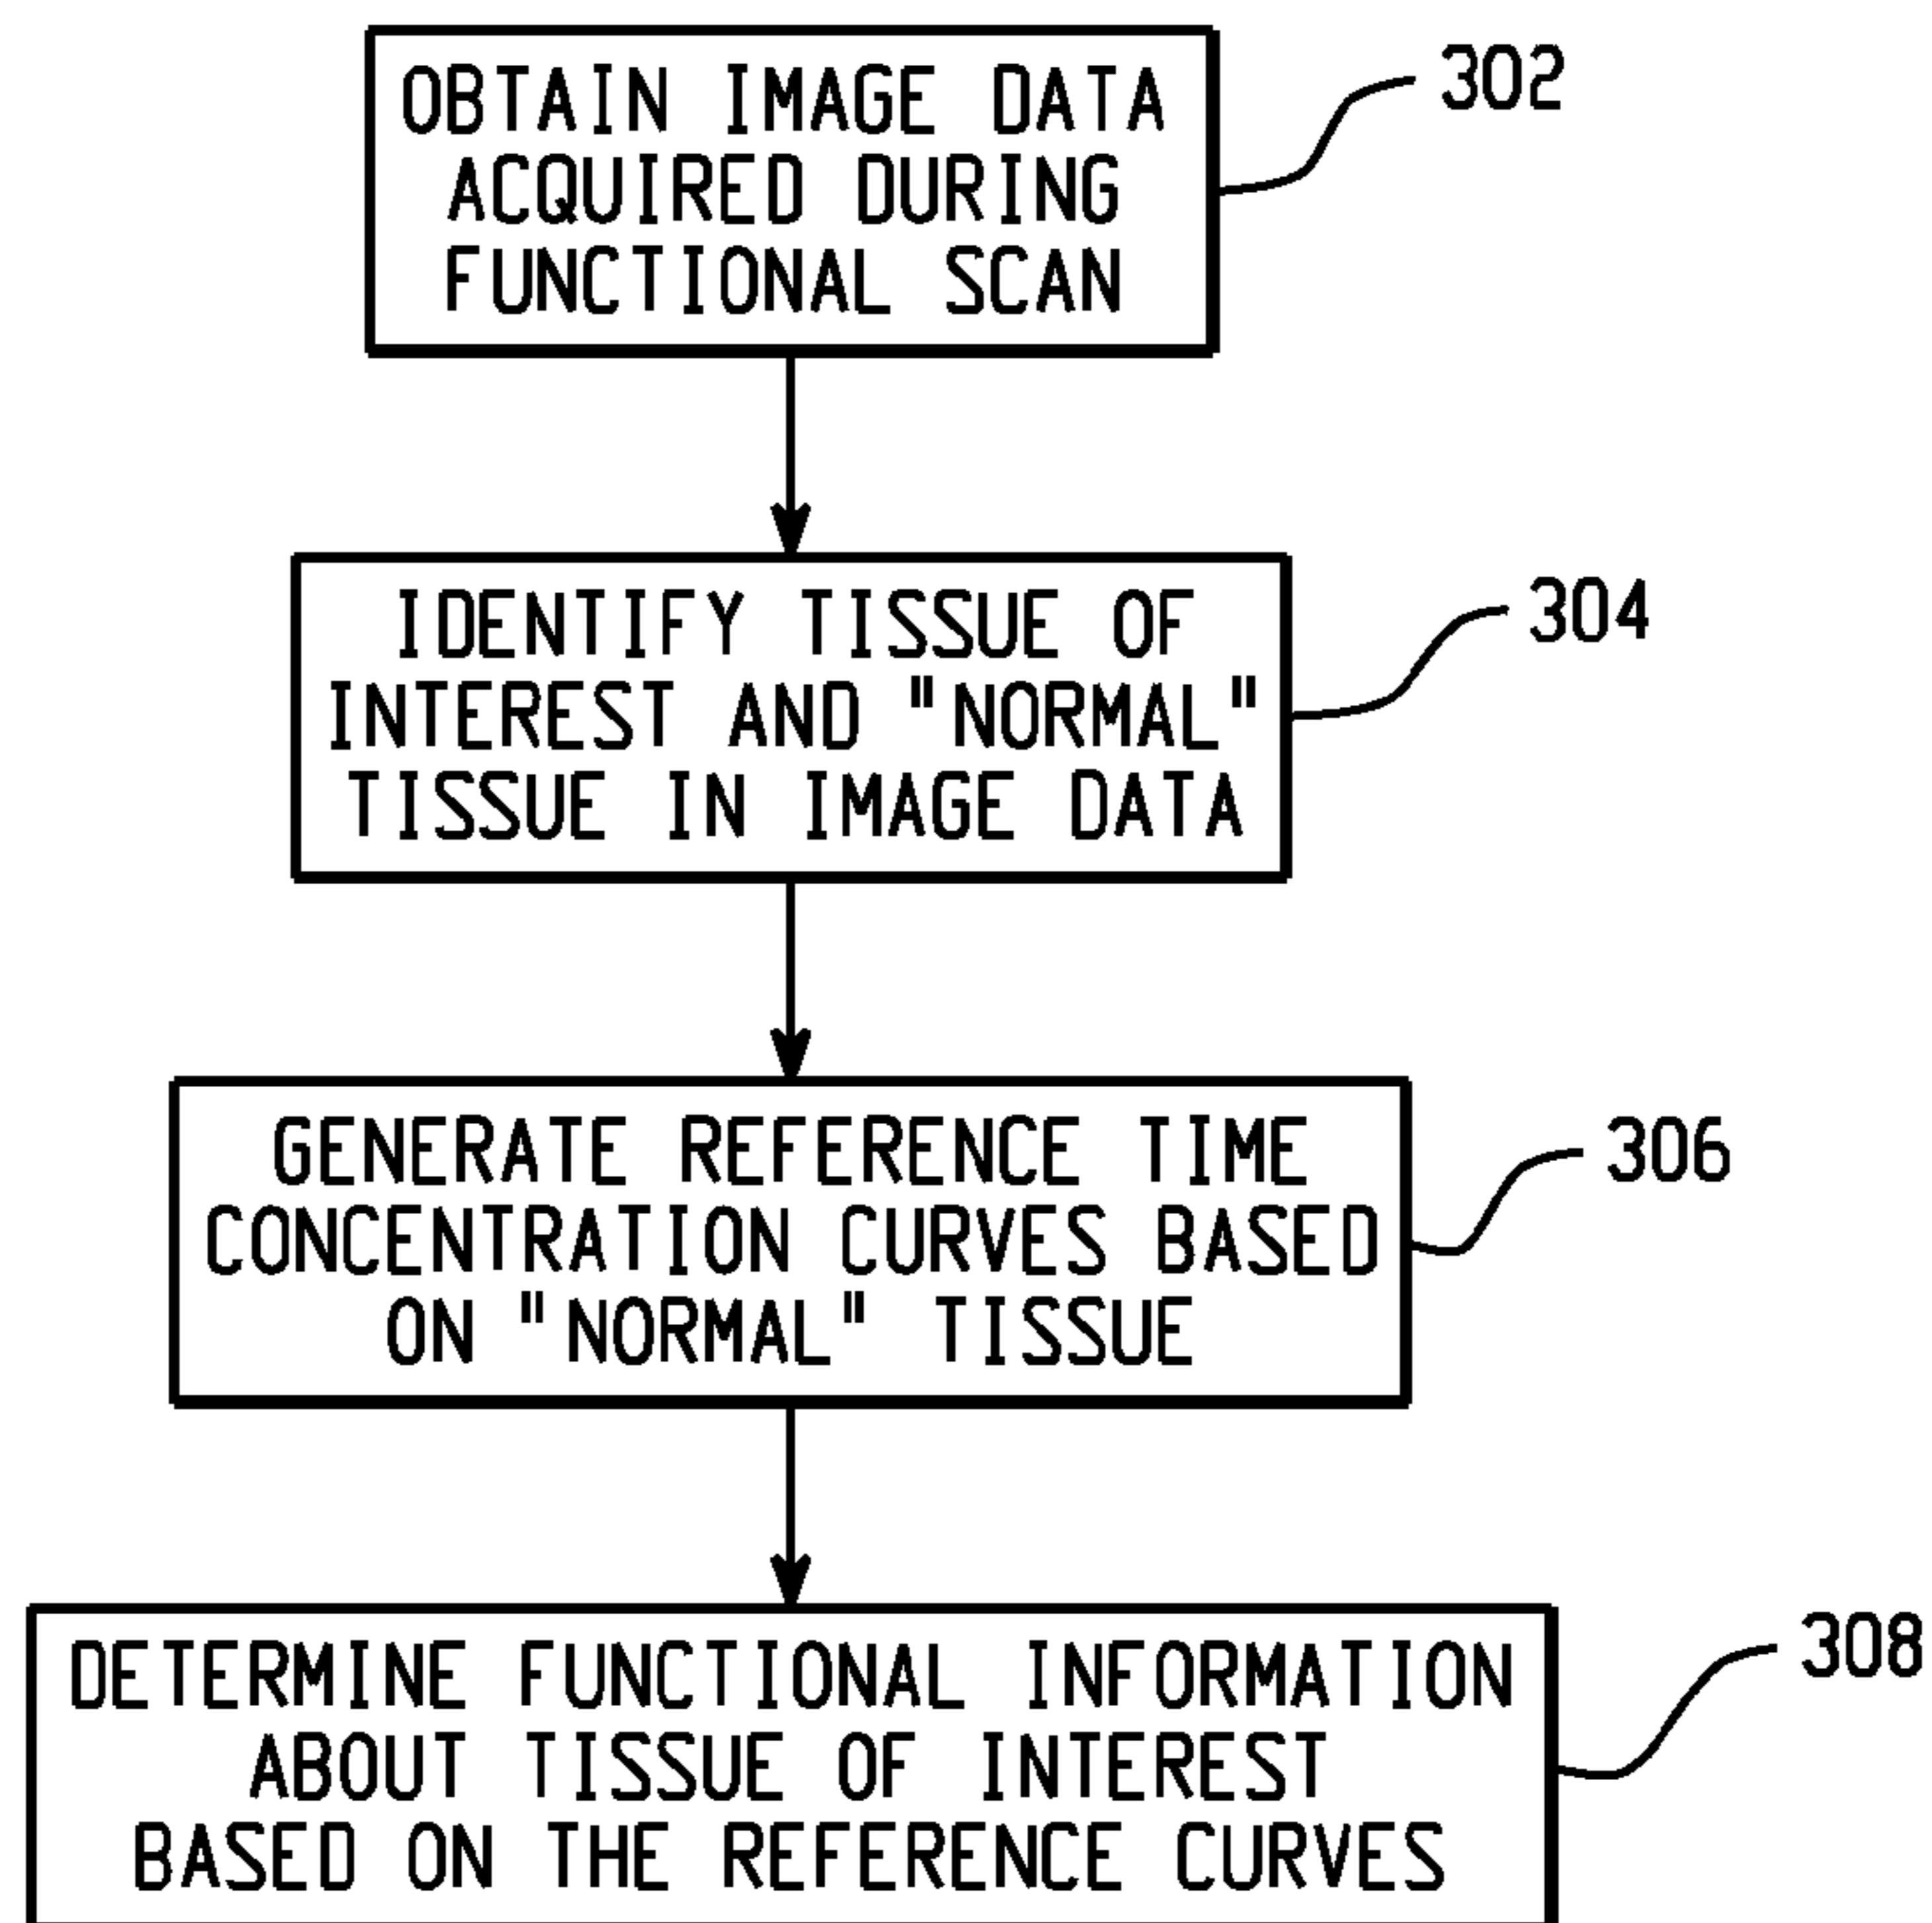 OBTAIN IMAGE DATA
ACQUIRED DURING
FUNCTIONAL SCAN
302
IDENTIFY TISSUE OF
INTEREST AND "NORMAL"
TISSUE IN IMAGE DATA
304
GENERATE REFERENCE TIME
CONCENTRATION CURVES BASED
ON "NORMAL" TISSUE
306
DETERMINE FUNCTIONAL INFORMATION
ABOUT TISSUE OF INTEREST
BASED ON THE REFERENCE CURVES
308